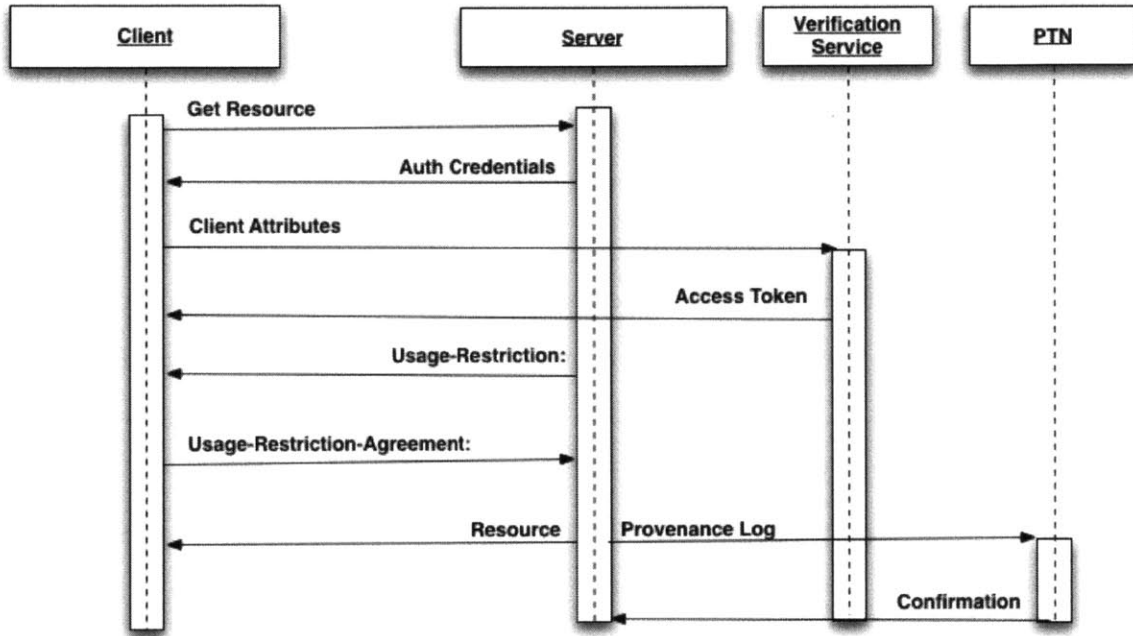 Client
Server
Verification
Service
PTN
Get Resource
Auth Credentials
Client Attributes
Access Token
Usage-Restriction:
Usage-Restriction-Agreement:
Resource
Provenance Log
Confirmation